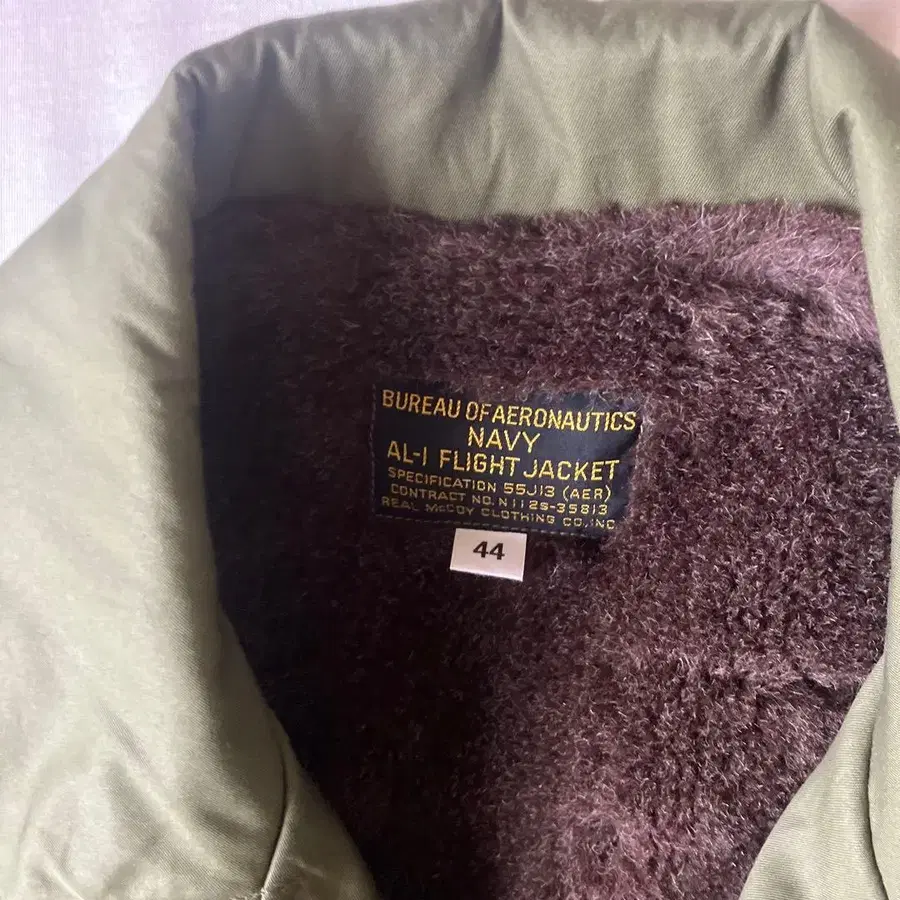 BUREAU OF AERONAUTICS
NAVY
AL-1 FLIGHT JACKET
SPECIFICATION 55J13 (AER)
CONTRACT NO. N112S-35813
REAL McCOY CLOTHING CO., INC
44